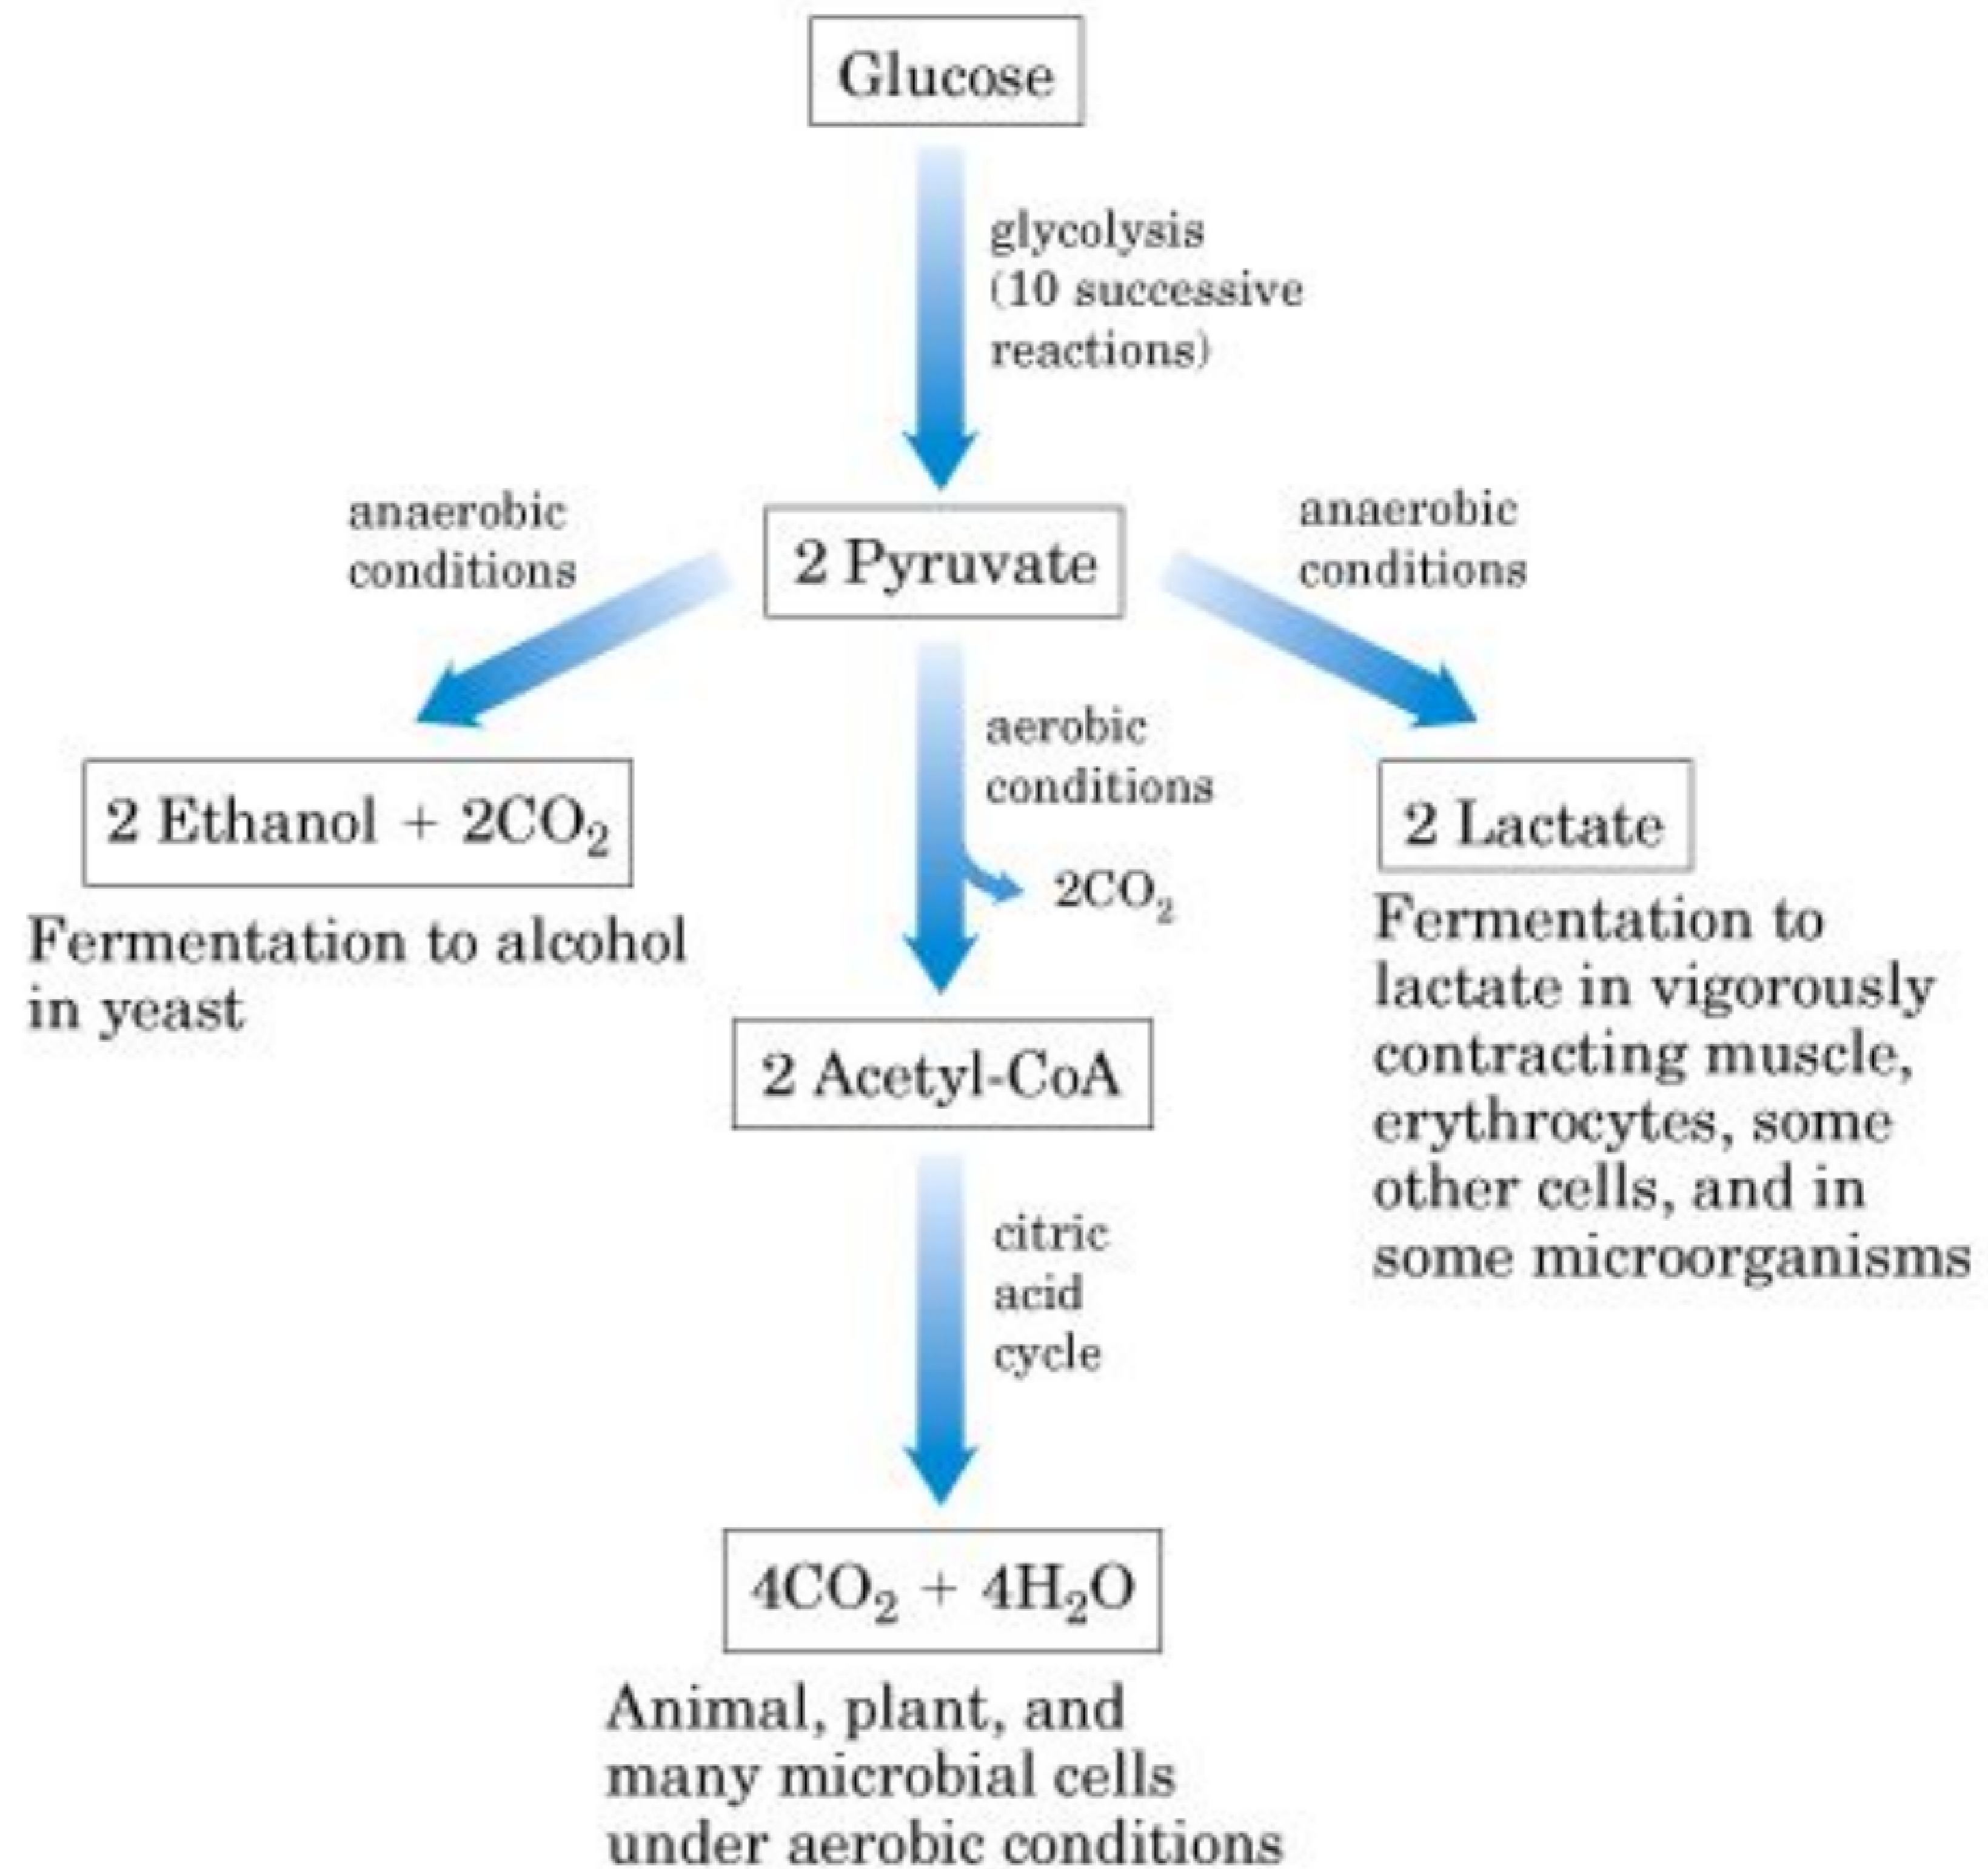 Glucose
glycolysis
(10 successive
reactions)
anaerobic
conditions
2 Pyruvate
anaerobic
conditions
2 Ethanol + 2CO₂
Fermentation to alcohol
in yeast
aerobic
conditions
2CO₂
2 Lactate
Fermentation to
lactate in vigorously
contracting muscle,
erythrocytes, some
other cells, and in
some microorganisms
2 Acetyl-CoA
citric
acid
cycle
4CO₂ + 4H₂O
Animal, plant, and
many microbial cells
under aerobic conditions